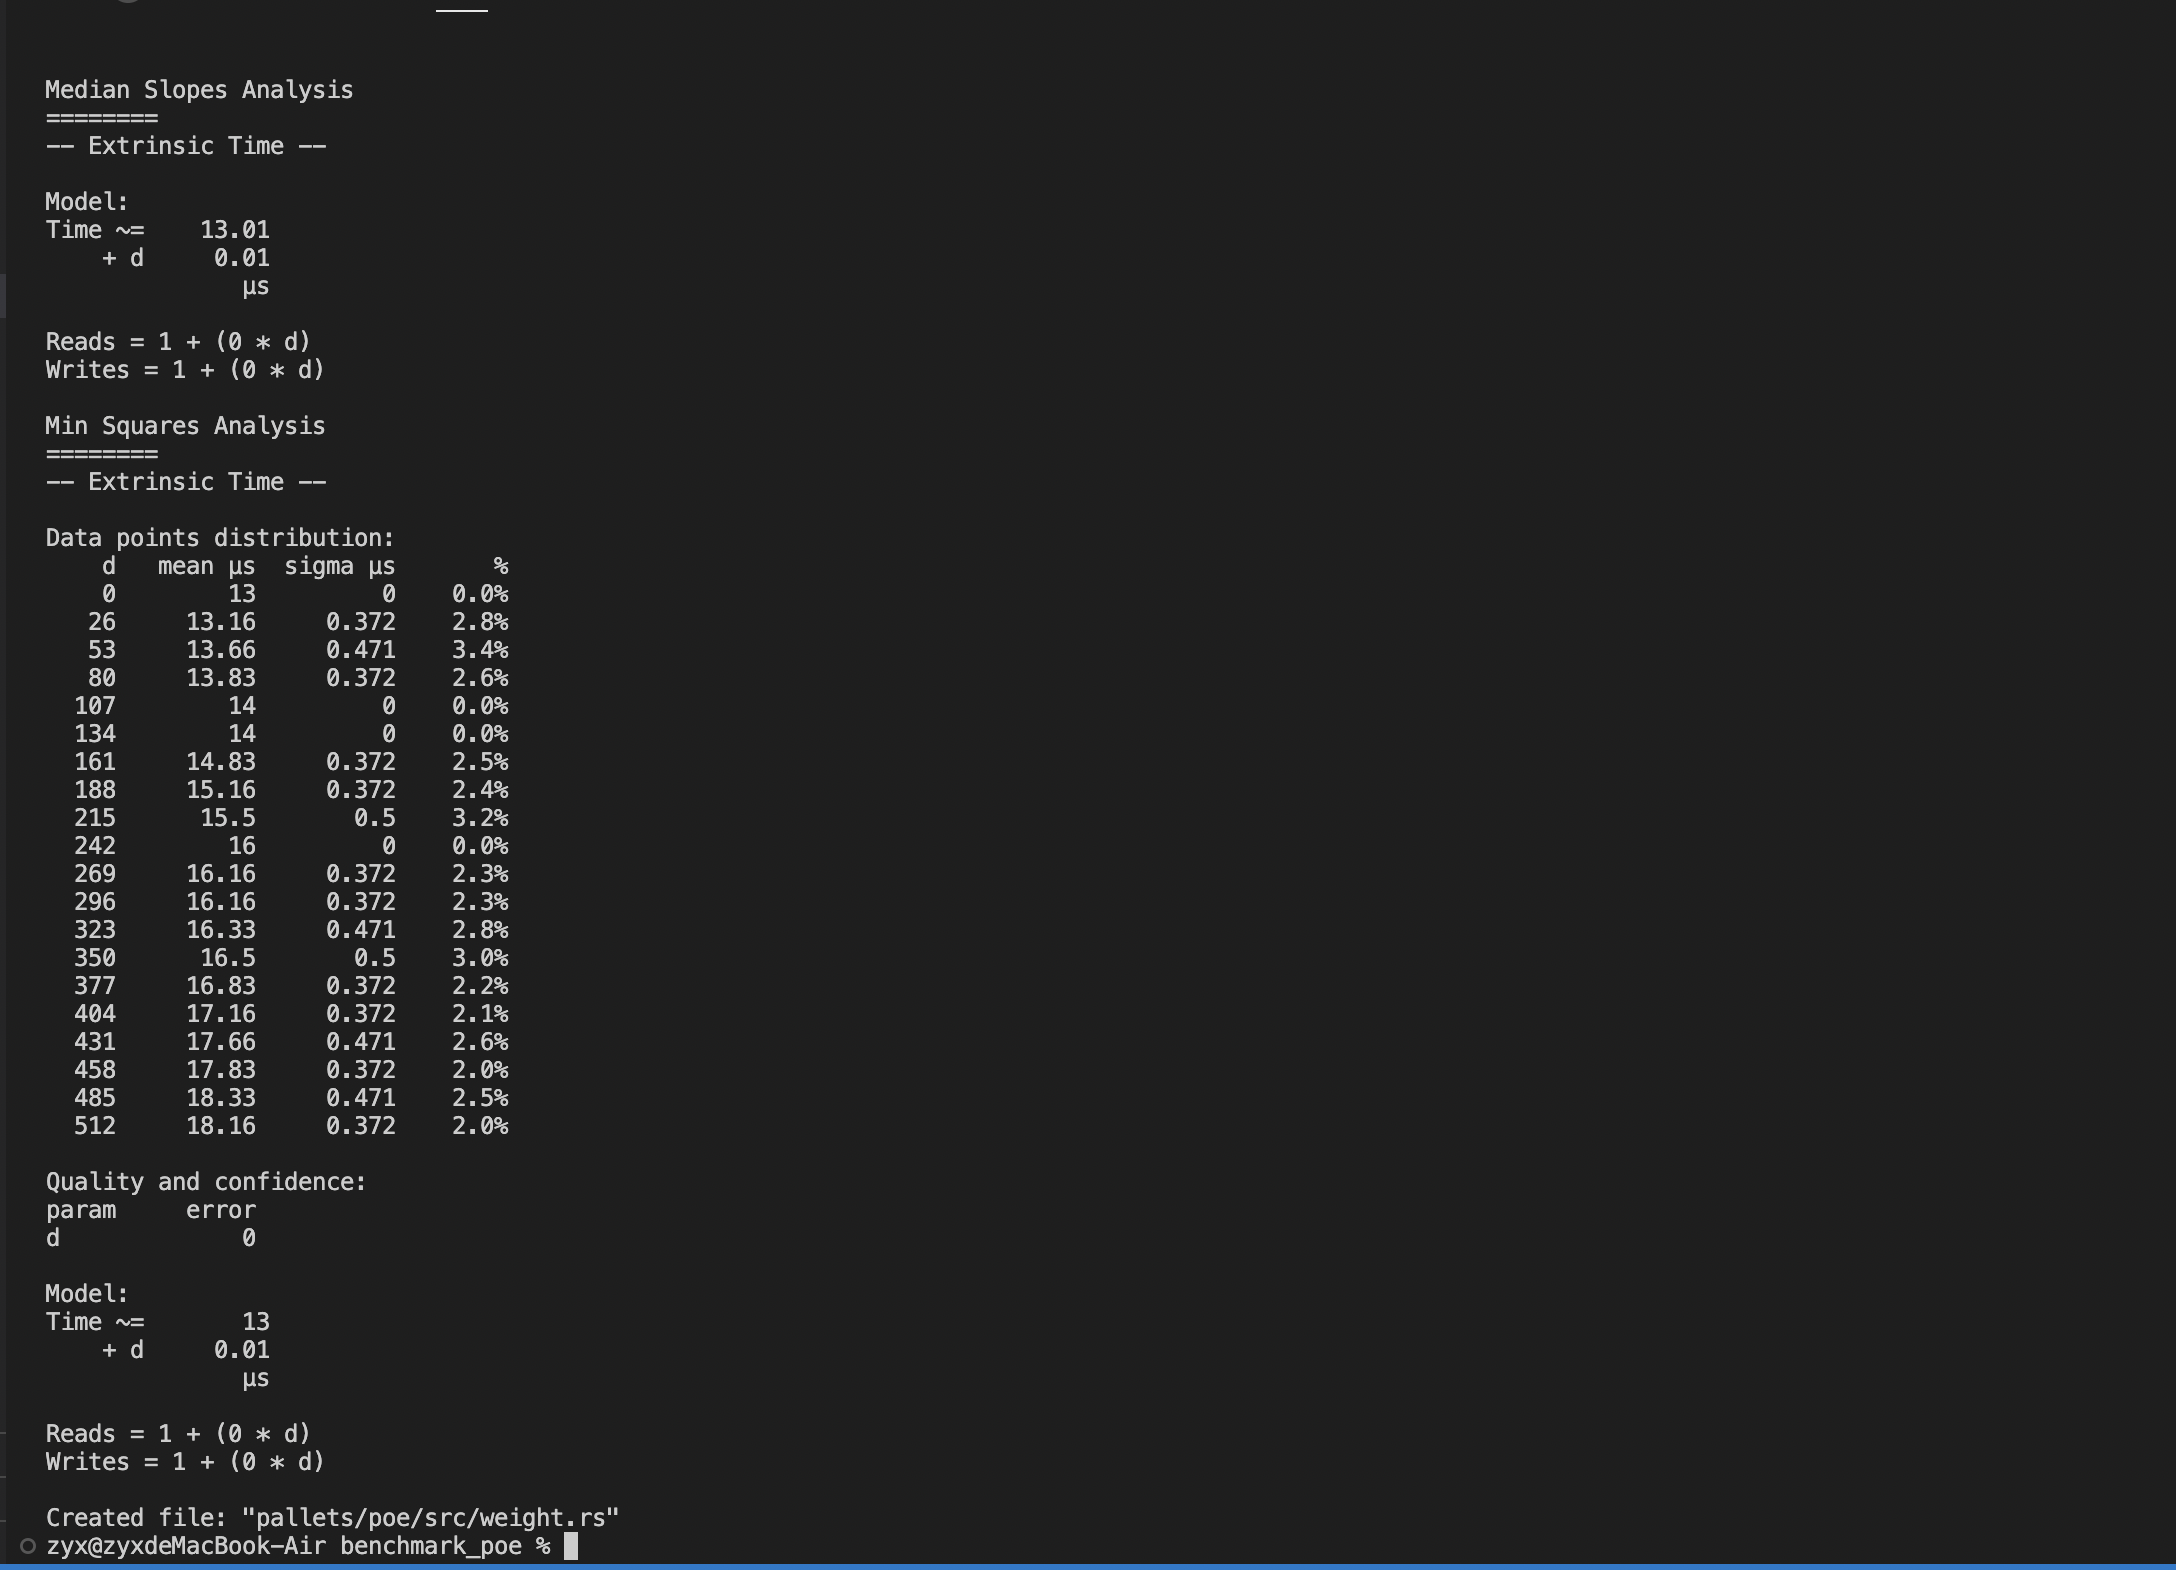 Median Slopes Analysis
========
-- Extrinsic Time --
Model:
Time ~=    13.01
    + d     0.01
              µs
Reads = 1 + (0 * d)
Writes = 1 + (0 * d)
Min Squares Analysis
========
-- Extrinsic Time --
Data points distribution:
    d   mean µs  sigma µs       %
    0        13         0    0.0%
   26     13.16     0.372    2.8%
   53     13.66     0.471    3.4%
   80     13.83     0.372    2.6%
  107        14         0    0.0%
  134        14         0    0.0%
  161     14.83     0.372    2.5%
  188     15.16     0.372    2.4%
  215      15.5       0.5    3.2%
  242        16         0    0.0%
  269     16.16     0.372    2.3%
  296     16.16     0.372    2.3%
  323     16.33     0.471    2.8%
  350      16.5       0.5    3.0%
  377     16.83     0.372    2.2%
  404     17.16     0.372    2.1%
  431     17.66     0.471    2.6%
  458     17.83     0.372    2.0%
  485     18.33     0.471    2.5%
  512     18.16     0.372    2.0%
Quality and confidence:
param     error
d             0
Model:
Time ~=       13
    + d     0.01
              µs
Reads = 1 + (0 * d)
Writes = 1 + (0 * d)
Created file: "pallets/poe/src/weight.rs"
zyx@zyxdeMacBook-Air benchmark_poe %